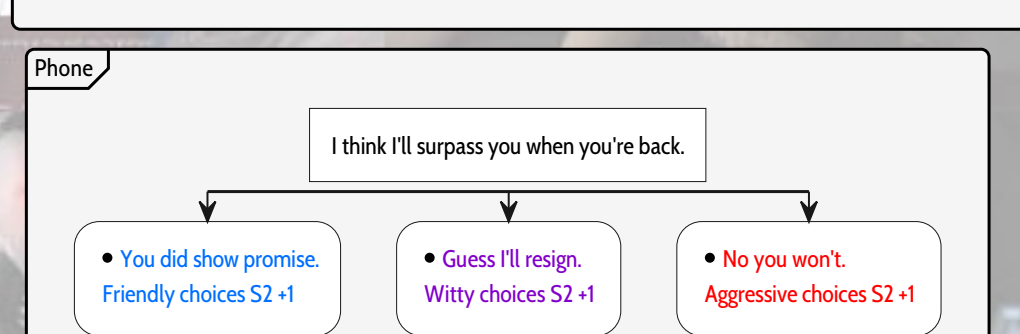 Phone
I think I'll surpass you when you're back.
• You did show promise.
Friendly choices S2 +1
• Guess I'll resign.
Witty choices S2 +1
• No you won't.
Aggressive choices S2 +1